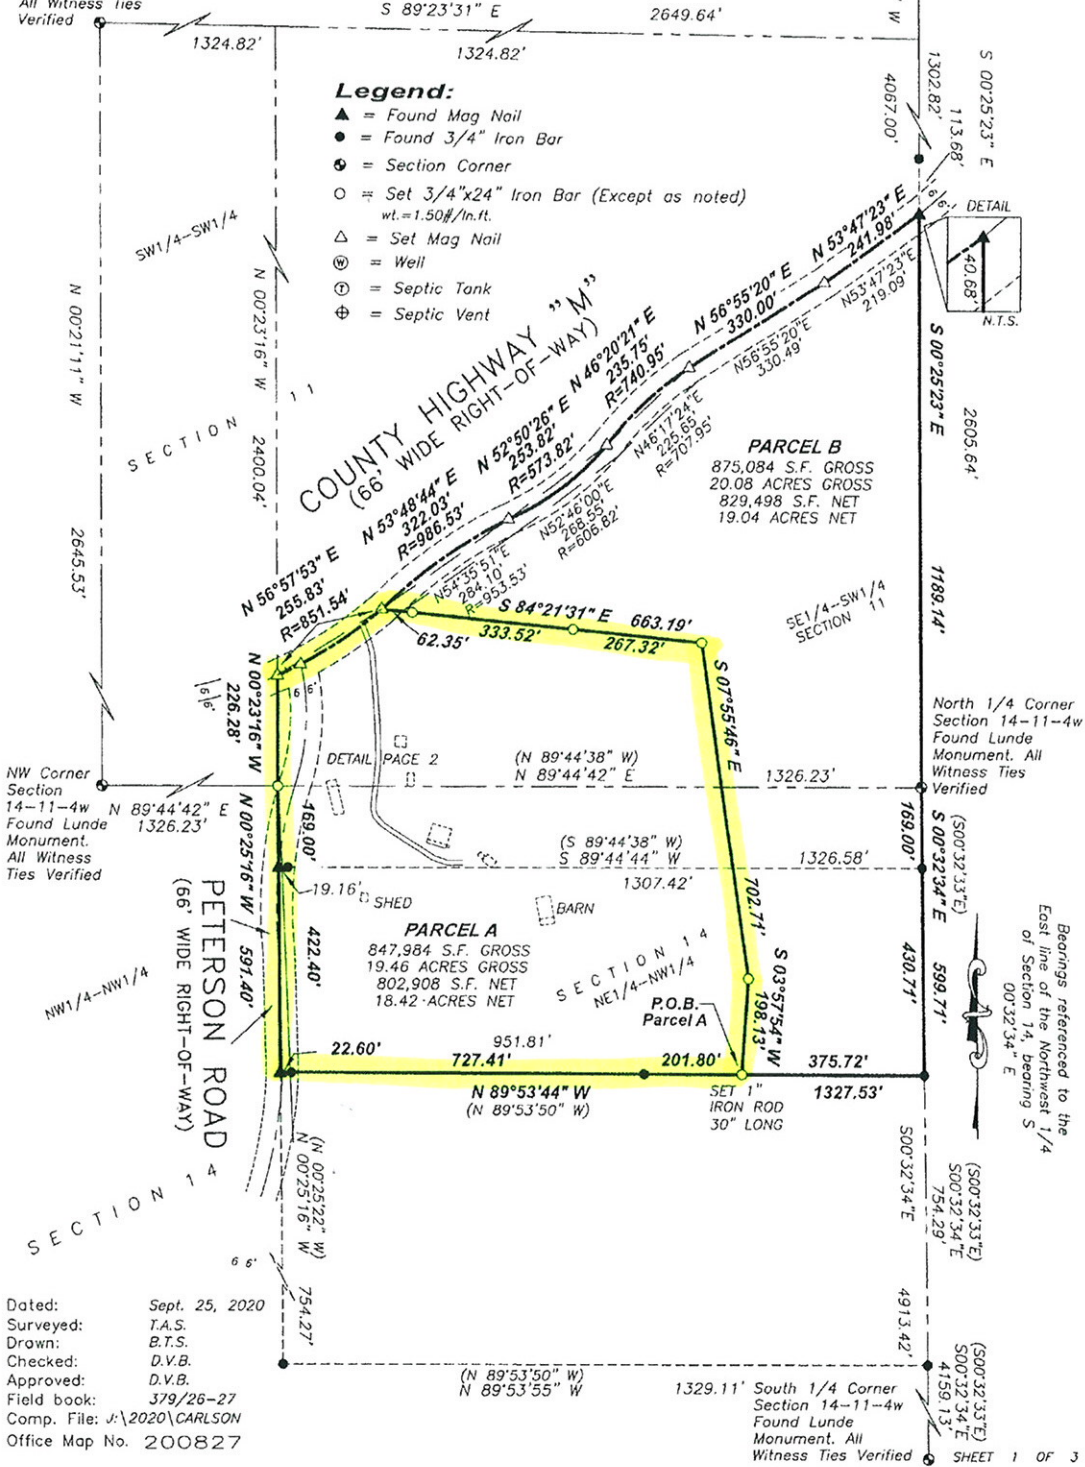 All Witness Ties
Verified
S 89°23'31" E
2649.64'
W
1324.82'
1324.82'
Legend:
▲ = Found Mag Nail
● = Found 3/4" Iron Bar
= Section Corner
○ = Set 3/4"x24" Iron Bar (Except as noted)
wt.=1.50#/ln.ft.
△ = Set Mag Nail
Ⓦ = Well
Ⓣ = Septic Tank
⊕ = Septic Vent
S 00°25'23" E
113.68'
1302.82'
4067.00'
6 6'
DETAIL
40.68'
N.T.S.
SW1/4-SW1/4
N 00°21'11" W
2645.53'
N 00°23'16" W
2400.04'
SECTION 11
COUNTY HIGHWAY "M"
(66' WIDE RIGHT-OF-WAY)
N 53°47'23" E
241.98'
N53°47'23"E
219.09'
N 56°55'20" E
330.00'
N56°55'20"E
330.49'
N 46°20'21" E
235.75'
R=740.95'
N46°17'24"E
225.65'
R=707.95'
N 52°50'26" E
253.82'
R=573.82'
N52°46'00"E
268.55'
R=606.82'
N 53°48'44" E
322.03'
R=986.53'
N54°35'51"E
284.10'
R=953.53'
N 56°57'53" E
255.83'
R=851.54'
PARCEL B
875,084 S.F. GROSS
20.08 ACRES GROSS
829,498 S.F. NET
19.04 ACRES NET
S 00°25'23" E
1189.14'
2605.64'
SE1/4-SW1/4
SECTION 11
S 84°21'31" E
663.19'
62.35'
333.52'
267.32'
N 00°23'16" W
226.28'
6 6'
6 6'
S 07°55'46" E
702.71'
North 1/4 Corner
Section 14-11-4w
Found Lunde
Monument. All
Witness Ties
Verified
DETAIL PAGE 2
(N 89°44'38" W)
N 89°44'42" E
1326.23'
NW Corner
Section
14-11-4w
Found Lunde
Monument.
All Witness
Ties Verified
N 89°44'42" E
1326.23'
169.00'
N 00°25'16" W
591.40'
(S 89°44'38" W)
S 89°44'44" W
1326.58'
1307.42'
169.00'
S 00°32'34" E
599.71'
(S00°32'33"E)
430.71'
19.16'
SHED
BARN
PETERSON ROAD
(66' WIDE RIGHT-OF-WAY)
422.40'
PARCEL A
847,984 S.F. GROSS
19.46 ACRES GROSS
802,908 S.F. NET
18.42 ACRES NET
SECTION 14
NE1/4-NW1/4
NW1/4-NW1/4
P.O.B.
Parcel A
S 03°57'54" W
198.13'
Bearings referenced to the
East line of the Northwest 1/4
of Section 14, bearing S
00°32'34" E
22.60'
951.81'
727.41'
201.80'
375.72'
N 89°53'44" W
(N 89°53'50" W)
1327.53'
SET 1"
IRON ROD
30" LONG
SECTION 14
(N 00°25'22" W)
N 00°25'16" W
754.27'
6 6'
S00°32'34"E
4913.42'
(S00°32'33"E)
S00°32'34"E
754.29'
(S00°32'33"E)
S00°32'34"E
4159.13'
Dated: Sept. 25, 2020
Surveyed: T.A.S.
Drawn: B.T.S.
Checked: D.V.B.
Approved: D.V.B.
Field book: 379/26-27
Comp. File: J:\2020\CARLSON
Office Map No. 200827
(N 89°53'50" W)
N 89°53'55" W
1329.11'
South 1/4 Corner
Section 14-11-4w
Found Lunde
Monument. All
Witness Ties Verified
SHEET 1 OF 3